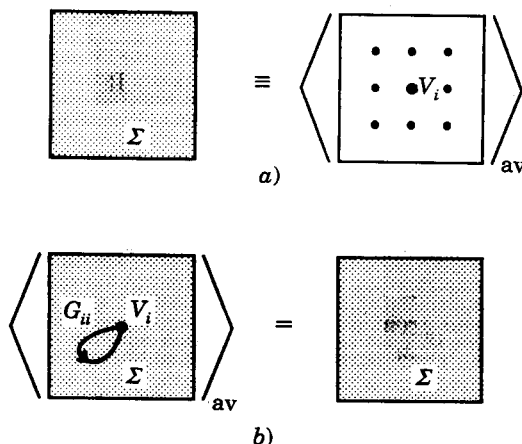 Σ ≡ V_i av
a)
G_ii V_i Σ av = Σ
b)